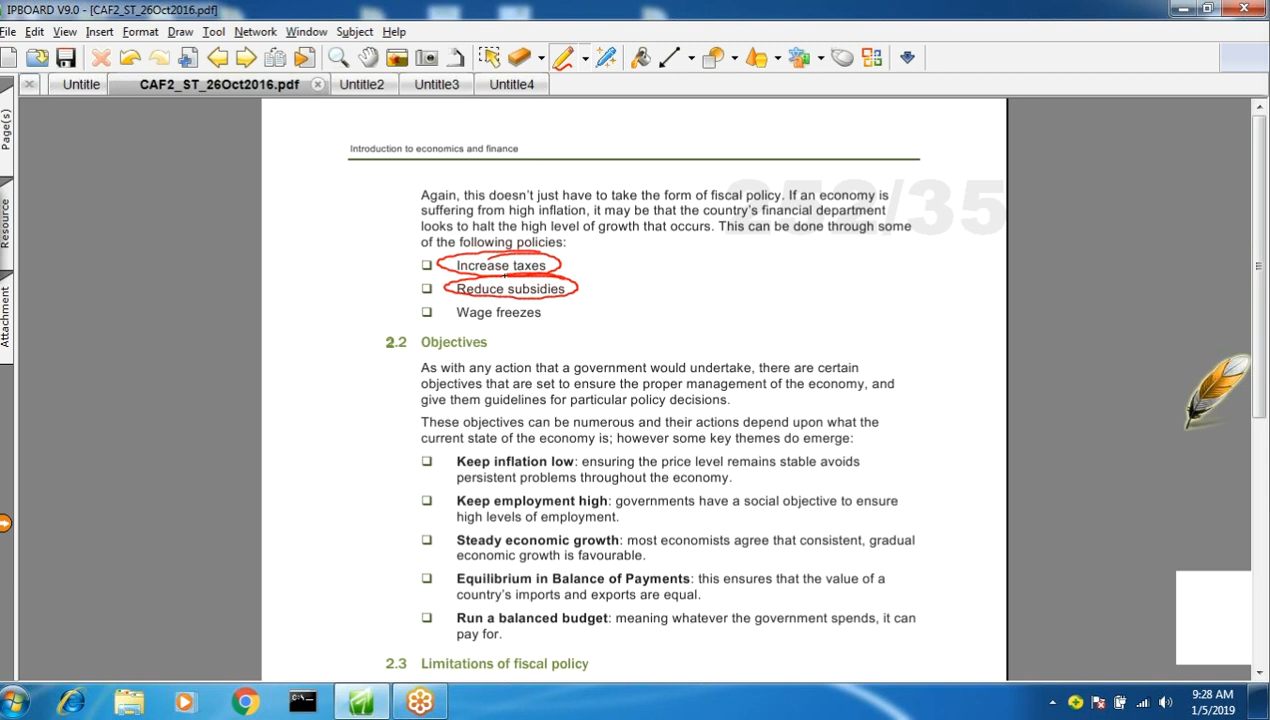 IPBOARD V9.0 - [CAF2_ST_26Oct2016.pdf]
File Edit View Insert Format Draw Tool Network Window Subject Help
Untitle CAF2_ST_26Oct2016.pdf Untitle2 Untitle3 Untitle4
Page(s)
Resource
Attachment
Introduction to economics and finance
252/35
Again, this doesn't just have to take the form of fiscal policy. If an economy is
suffering from high inflation, it may be that the country's financial department
looks to halt the high level of growth that occurs. This can be done through some
of the following policies:
Increase taxes
Reduce subsidies
Wage freezes
2.2 Objectives
As with any action that a government would undertake, there are certain
objectives that are set to ensure the proper management of the economy, and
give them guidelines for particular policy decisions.
These objectives can be numerous and their actions depend upon what the
current state of the economy is; however some key themes do emerge:
Keep inflation low: ensuring the price level remains stable avoids
persistent problems throughout the economy.
Keep employment high: governments have a social objective to ensure
high levels of employment.
Steady economic growth: most economists agree that consistent, gradual
economic growth is favourable.
Equilibrium in Balance of Payments: this ensures that the value of a
country's imports and exports are equal.
Run a balanced budget: meaning whatever the government spends, it can
pay for.
2.3 Limitations of fiscal policy
9:28 AM
1/5/2019